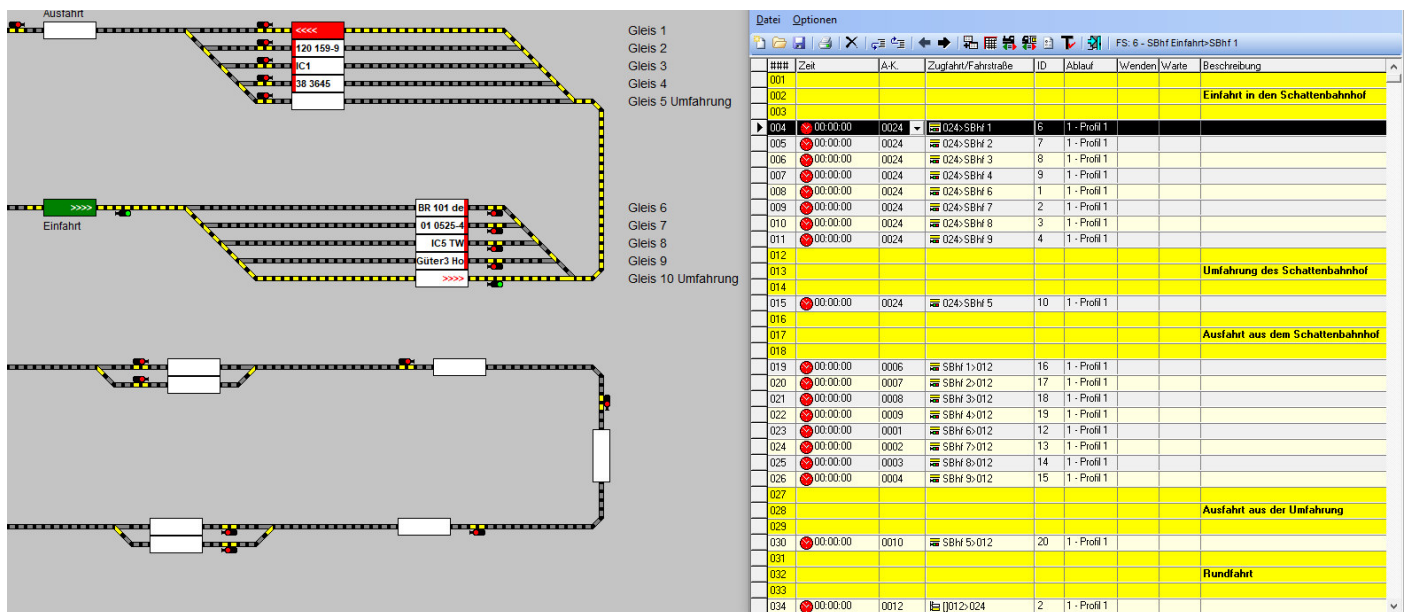 Ausfahrt
<<<<
Gleis 1
120 159-9
Gleis 2
IC1
Gleis 3
38 3645
Gleis 4
Gleis 5 Umfahrung
>>>>
Einfahrt
BR 101 de
Gleis 6
01 0525-4
Gleis 7
IC5 TW
Gleis 8
Güter3 Ho
Gleis 9
>>>>
Gleis 10 Umfahrung
Datei Optionen
FS: 6 - SBhf Einfahrt>SBhf 1
### Zeit A-K. Zugfahrt/Fahrstraße ID Ablauf Wenden Warte Beschreibung
001
002 Einfahrt in den Schattenbahnhof
003
004 00:00:00 0024 024>SBhf 1 6 1 - Profil 1
005 00:00:00 0024 024>SBhf 2 7 1 - Profil 1
006 00:00:00 0024 024>SBhf 3 8 1 - Profil 1
007 00:00:00 0024 024>SBhf 4 9 1 - Profil 1
008 00:00:00 0024 024>SBhf 6 1 1 - Profil 1
009 00:00:00 0024 024>SBhf 7 2 1 - Profil 1
010 00:00:00 0024 024>SBhf 8 3 1 - Profil 1
011 00:00:00 0024 024>SBhf 9 4 1 - Profil 1
012
013 Umfahrung des Schattenbahnhof
014
015 00:00:00 0024 024>SBhf 5 10 1 - Profil 1
016
017 Ausfahrt aus dem Schattenbahnhof
018
019 00:00:00 0006 SBhf 1>012 16 1 - Profil 1
020 00:00:00 0007 SBhf 2>012 17 1 - Profil 1
021 00:00:00 0008 SBhf 3>012 18 1 - Profil 1
022 00:00:00 0009 SBhf 4>012 19 1 - Profil 1
023 00:00:00 0001 SBhf 6>012 12 1 - Profil 1
024 00:00:00 0002 SBhf 7>012 13 1 - Profil 1
025 00:00:00 0003 SBhf 8>012 14 1 - Profil 1
026 00:00:00 0004 SBhf 9>012 15 1 - Profil 1
027
028 Ausfahrt aus der Umfahrung
029
030 00:00:00 0010 SBhf 5>012 20 1 - Profil 1
031
032 Rundfahrt
033
034 00:00:00 0012 []012>024 2 1 - Profil 1